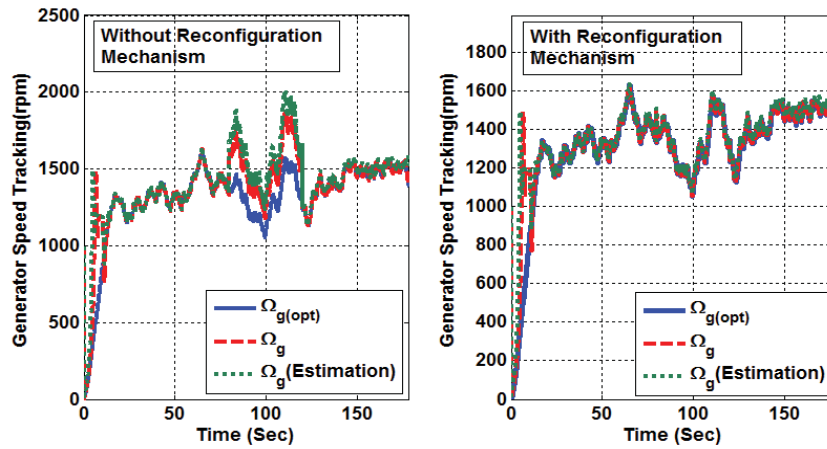 Without Reconfiguration
Mechanism
Generator Speed Tracking(rpm)
2500
2000
1500
1000
500
0
Ωg(opt)
Ωg
Ωg(Estimation)
0
50
100
150
Time (Sec)
With Reconfiguration
Mechanism
Generator Speed Tracking (rpm)
1800
1600
1400
1200
1000
800
600
400
200
0
Ωg(opt)
Ωg
Ωg(Estimation)
0
50
100
150
Time (Sec)